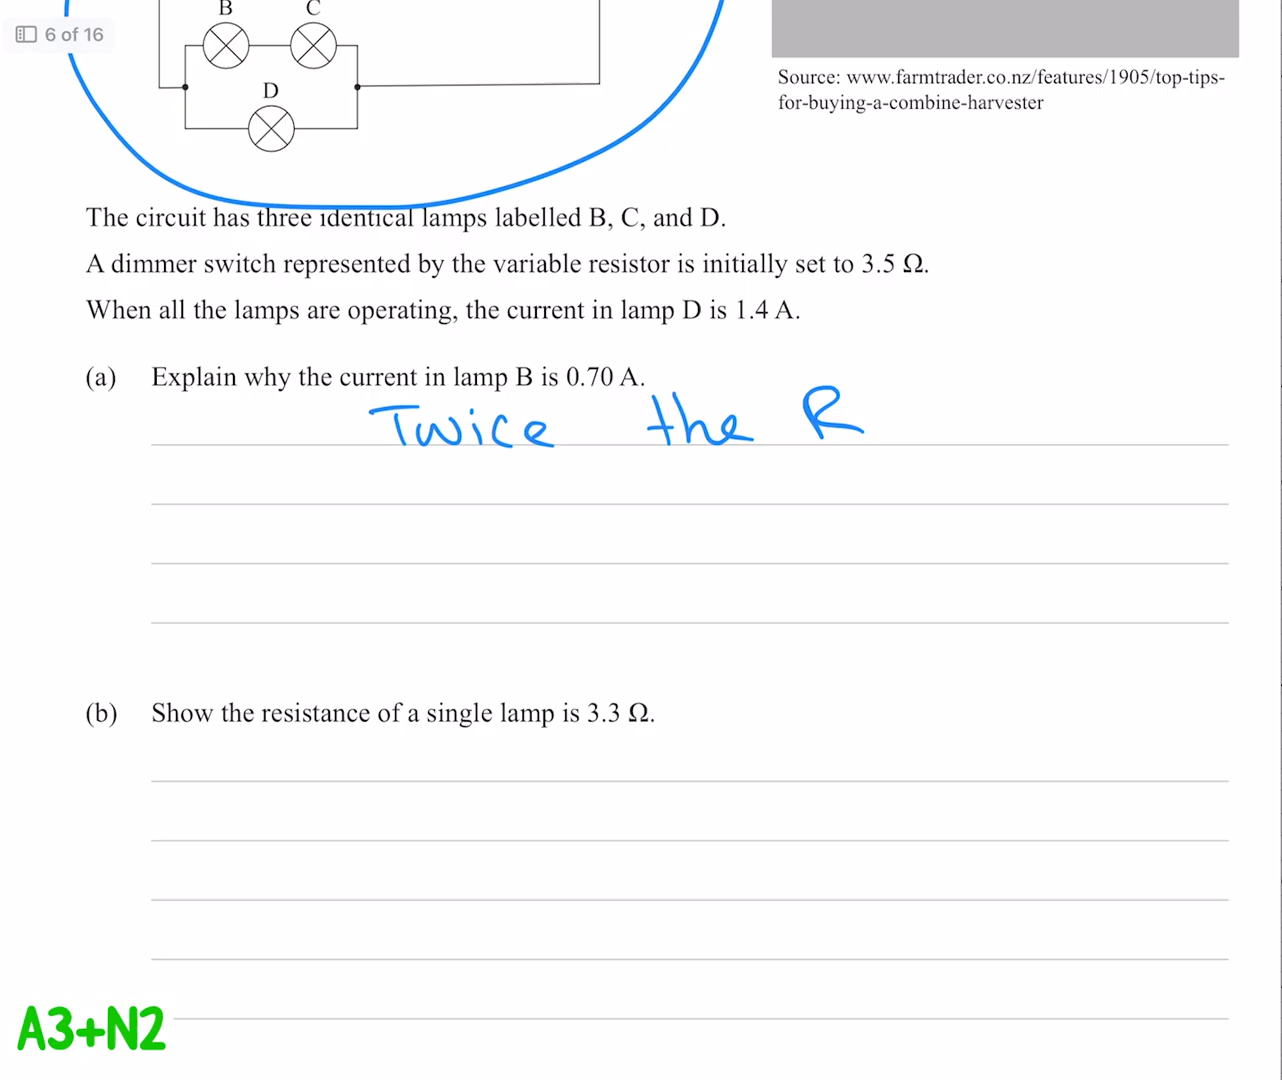 B C
6 of 16
D
Source: www.farmtrader.co.nz/features/1905/top-tips-
for-buying-a-combine-harvester
The circuit has three identical lamps labelled B, C, and D.
A dimmer switch represented by the variable resistor is initially set to 3.5 Ω.
When all the lamps are operating, the current in lamp D is 1.4 A.
(a) Explain why the current in lamp B is 0.70 A.
Twice the R
(b) Show the resistance of a single lamp is 3.3 Ω.
A3+N2